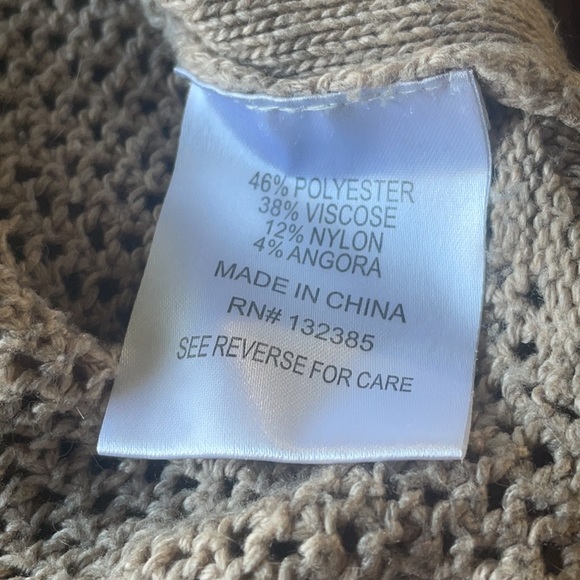 46% POLYESTER
38% VISCOSE
12% NYLON
4% ANGORA
MADE IN CHINA
RN# 132385
SEE REVERSE FOR CARE